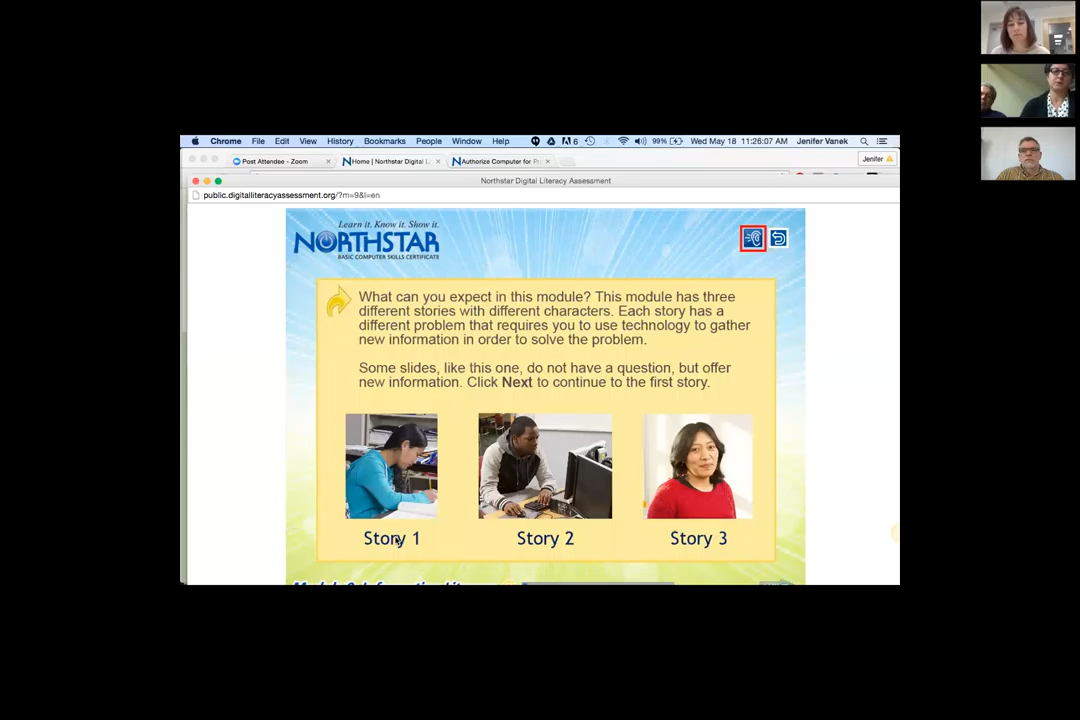 Chrome File Edit View History Bookmarks People Window Help 6 99% Wed May 18 11:26:07 AM Jenifer Vanek
Post Attendee - Zoom Home | Northstar Digital Li Authorize Computer for Pr Jenifer
Northstar Digital Literacy Assessment
public.digitalliteracyassessment.org/?m=9&l=en
Learn it. Know it. Show it.
NORTHSTAR
BASIC COMPUTER SKILLS CERTIFICATE
What can you expect in this module? This module has three
different stories with different characters. Each story has a
different problem that requires you to use technology to gather
new information in order to solve the problem.
Some slides, like this one, do not have a question, but offer
new information. Click Next to continue to the first story.
Story 1 Story 2 Story 3